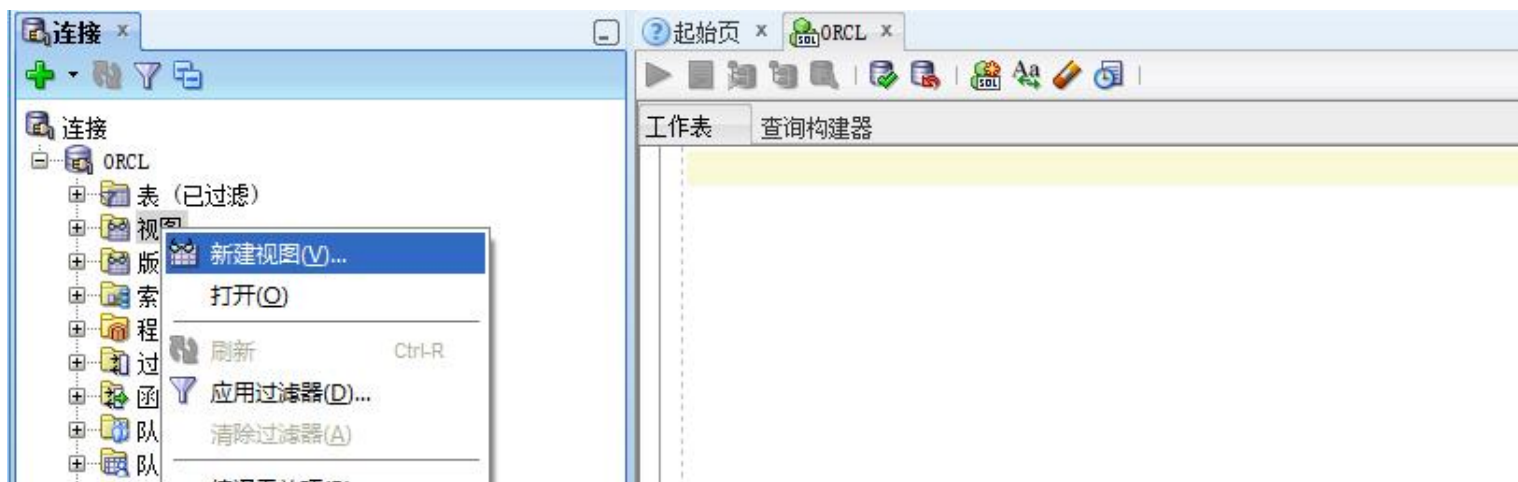 连接
起始页
ORCL
工作表
查询构建器
连接
ORCL
表 (已过滤)
视图
版
索
程
过
函
队
队
新建视图(V)...
打开(O)
刷新 Ctrl-R
应用过滤器(D)...
清除过滤器(A)